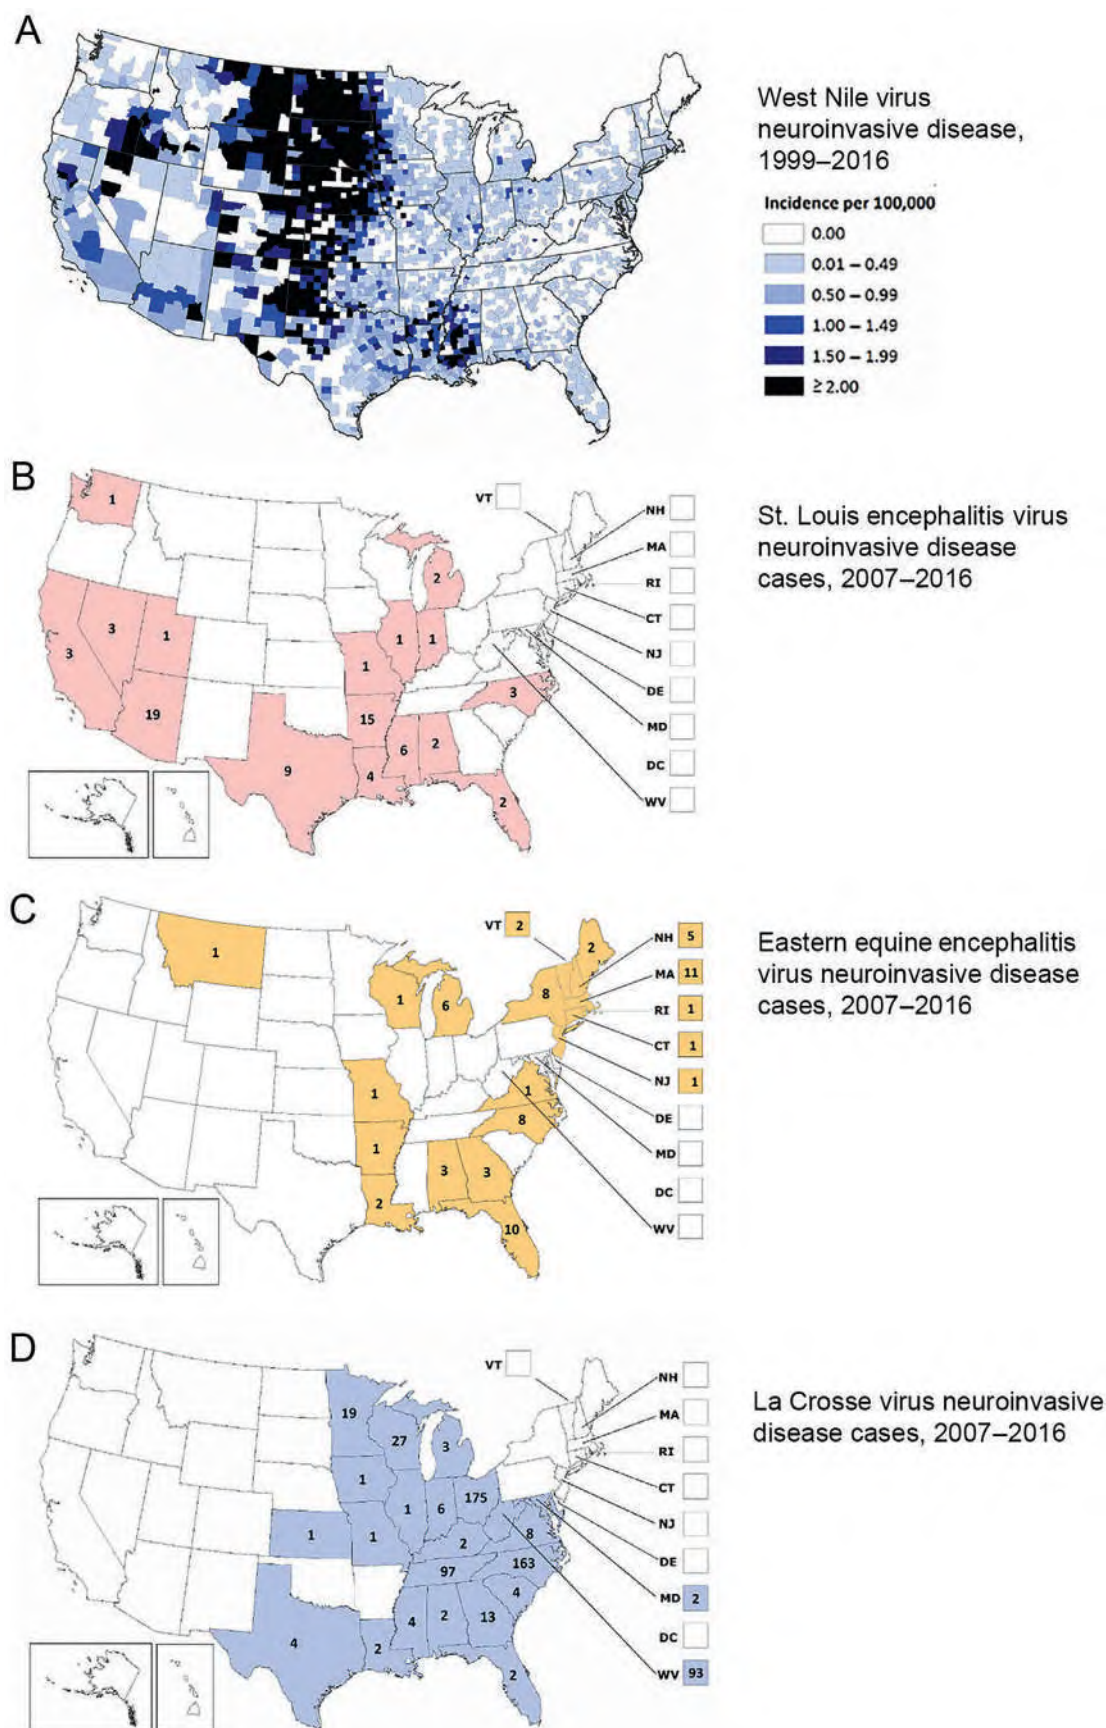 A
West Nile virus
neuroinvasive disease,
1999–2016
Incidence per 100,000
0.00
0.01 – 0.49
0.50 – 0.99
1.00 – 1.49
1.50 – 1.99
≥ 2.00
B
St. Louis encephalitis virus
neuroinvasive disease
cases, 2007–2016
VT
NH
MA
RI
CT
NJ
DE
MD
DC
WV
1
2
3
3
1
1
1
1
3
19
15
6
2
9
4
2
C
Eastern equine encephalitis
virus neuroinvasive disease
cases, 2007–2016
VT 2
NH 5
MA 11
RI 1
CT 1
NJ 1
DE
MD
DC
WV
1
2
8
1
6
1
1
8
1
3
3
2
10
D
La Crosse virus neuroinvasive
disease cases, 2007–2016
VT
NH
MA
RI
CT
NJ
DE
MD 2
DC
WV 93
19
27
3
1
175
1
6
1
1
2
8
97
163
4
4
2
13
4
2
2